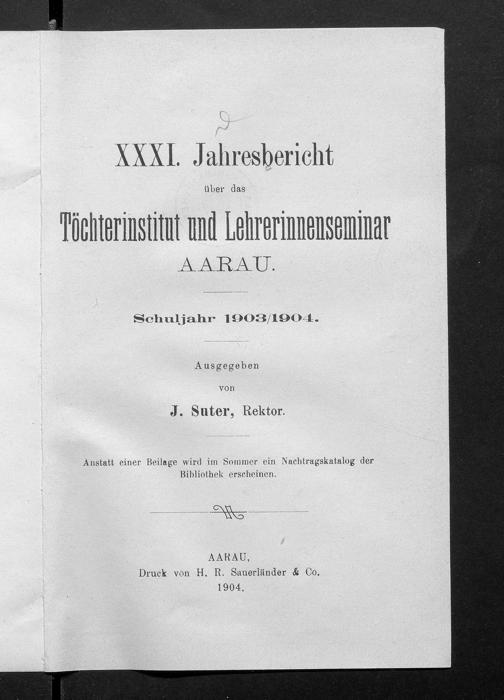 XXXI. Jahresbericht
über das
Töchterinstitut und Lehrerinnenseminar
AARAU.
Schuljahr 1903/1904.
Ausgegeben
von
J. Suter, Rektor.
Anstatt einer Beilage wird im Sommer ein Nachtragskatalog der
Bibliothek erscheinen.
AARAU,
Druck von H. R. Sauerländer & Co.
1904.